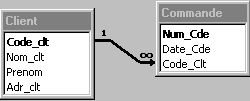 Client
Code_clt
Nom_clt
Prenom
Adr_clt
1
∞
Commande
Num_Cde
Date_Cde
Code_Clt